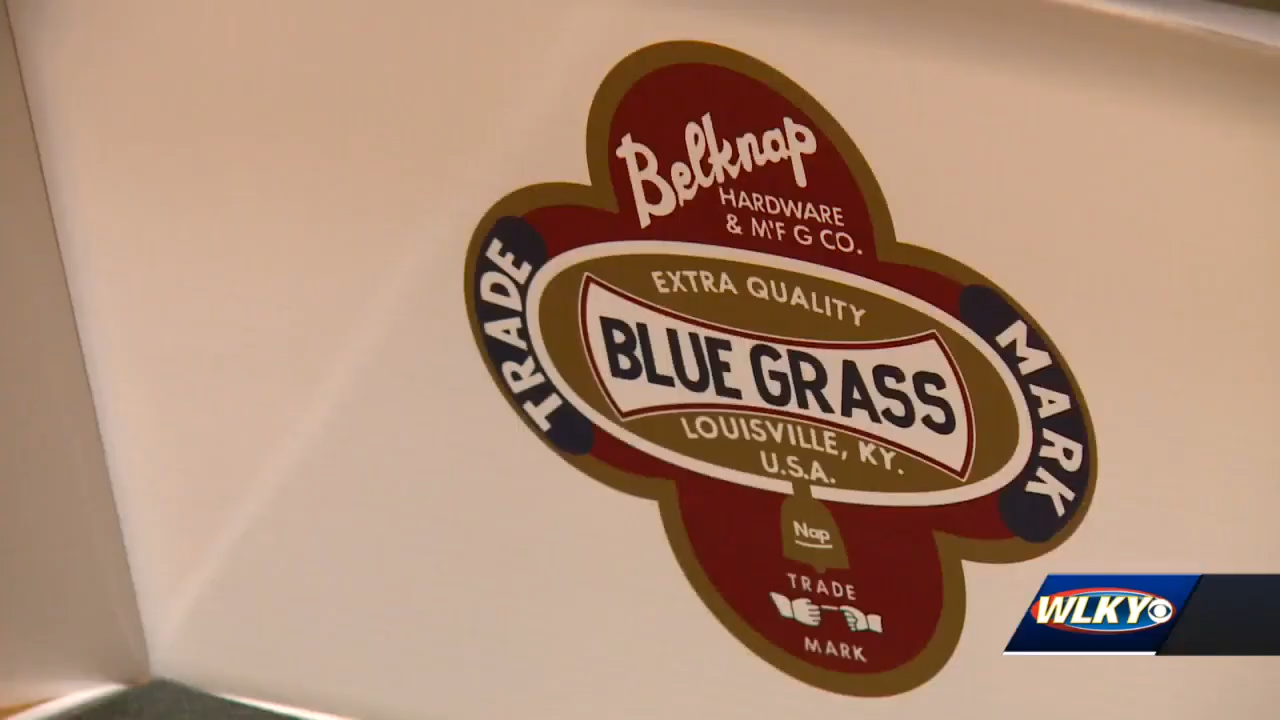 Belknap
HARDWARE
& M'F G CO.
EXTRA QUALITY
TRADE
BLUE GRASS
MARK
LOUISVILLE, KY.
U.S.A.
Nap
TRADE
MARK
WLKY